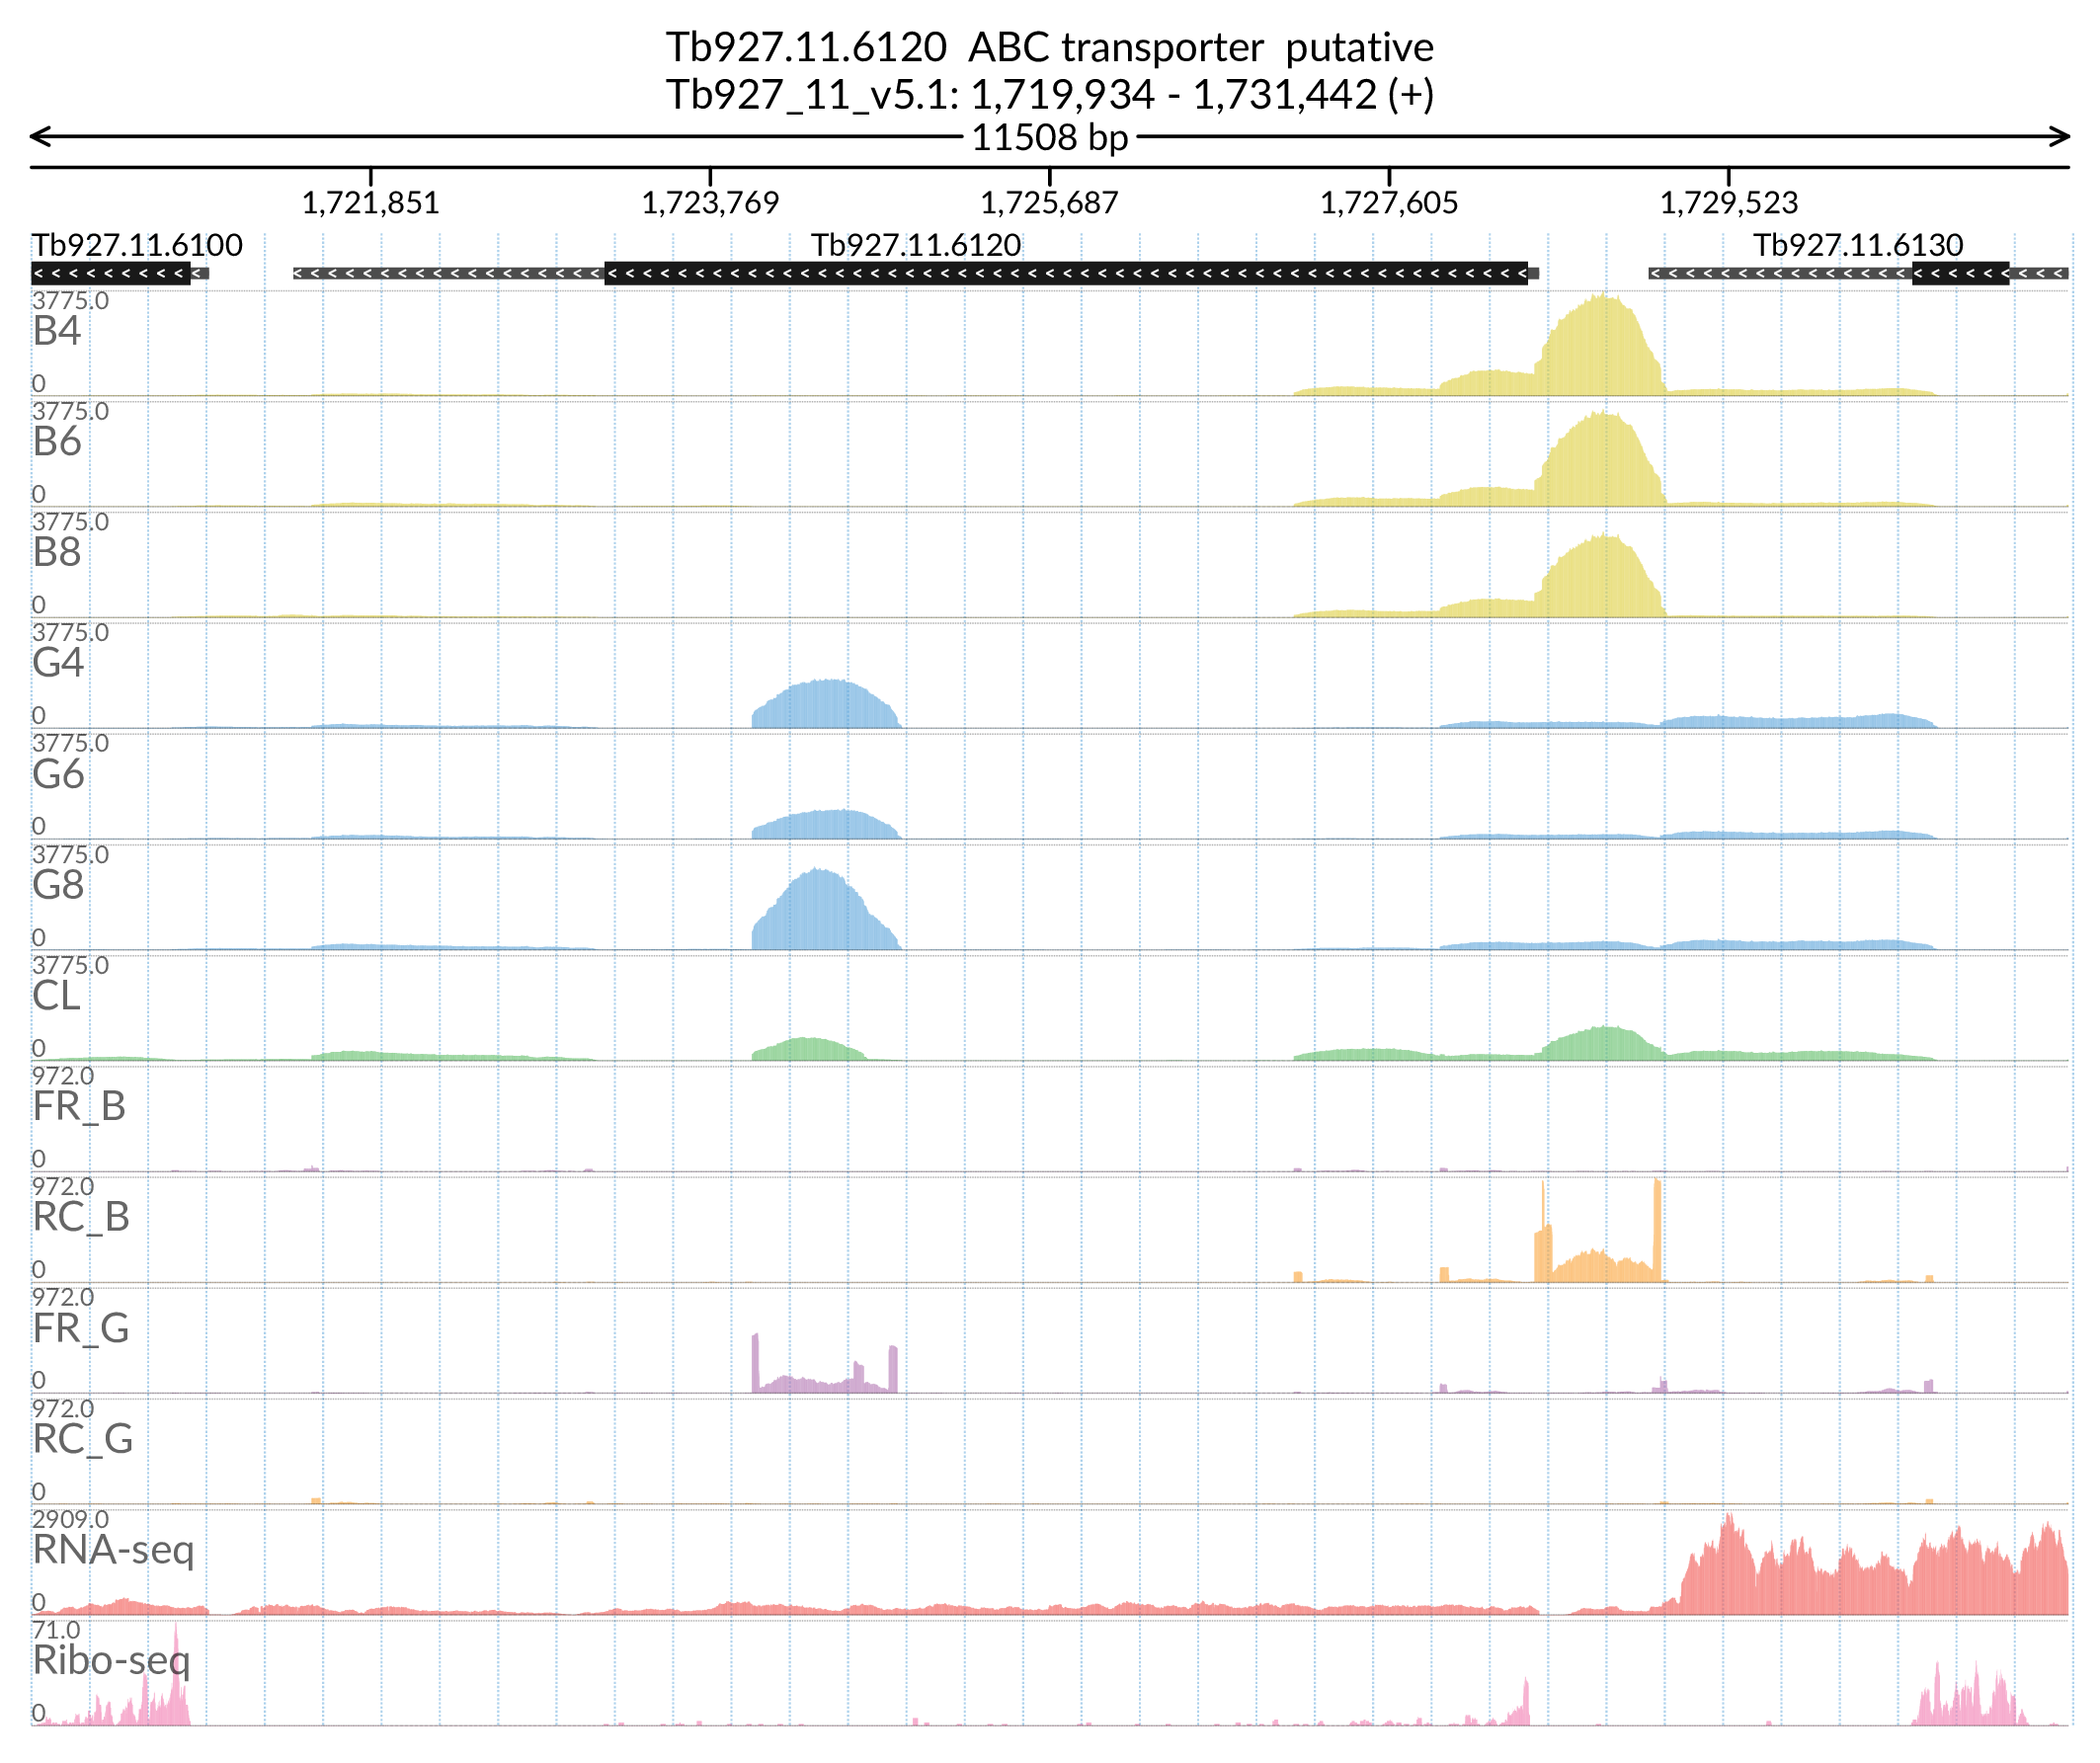 Tb927.11.6120 ABC transporter putative
Tb927_11_v5.1: 1,719,934 - 1,731,442 (+)
11508 bp
1,721,851 1,723,769 1,725,687 1,727,605 1,729,523
Tb927.11.6100 Tb927.11.6120 Tb927.11.6130
3775.0
B4
0
3775.0
B6
0
3775.0
B8
0
3775.0
G4
0
3775.0
G6
0
3775.0
G8
0
3775.0
CL
0
972.0
FR_B
0
972.0
RC_B
0
972.0
FR_G
0
972.0
RC_G
0
2909.0
RNA-seq
0
71.0
Ribo-seq
0